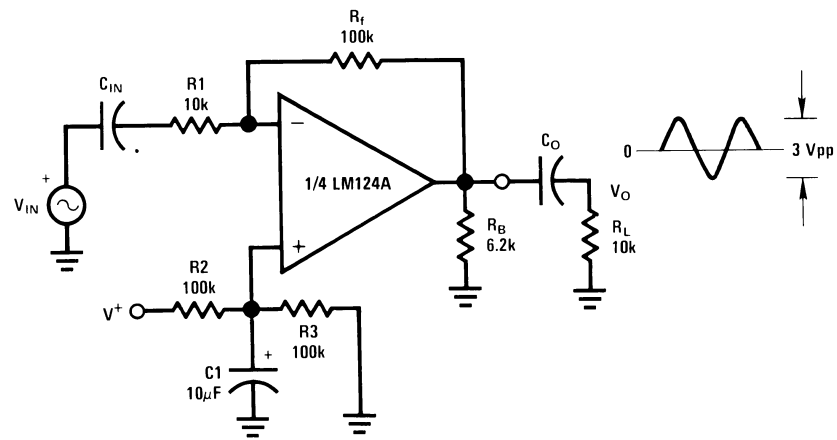 Rf
100k
CIN
R1
10k
−
+
VIN
1/4 LM124A
+
CO
0
3 Vpp
VO
RB
6.2k
RL
10k
R2
100k
V+
R3
100k
+
C1
10μF